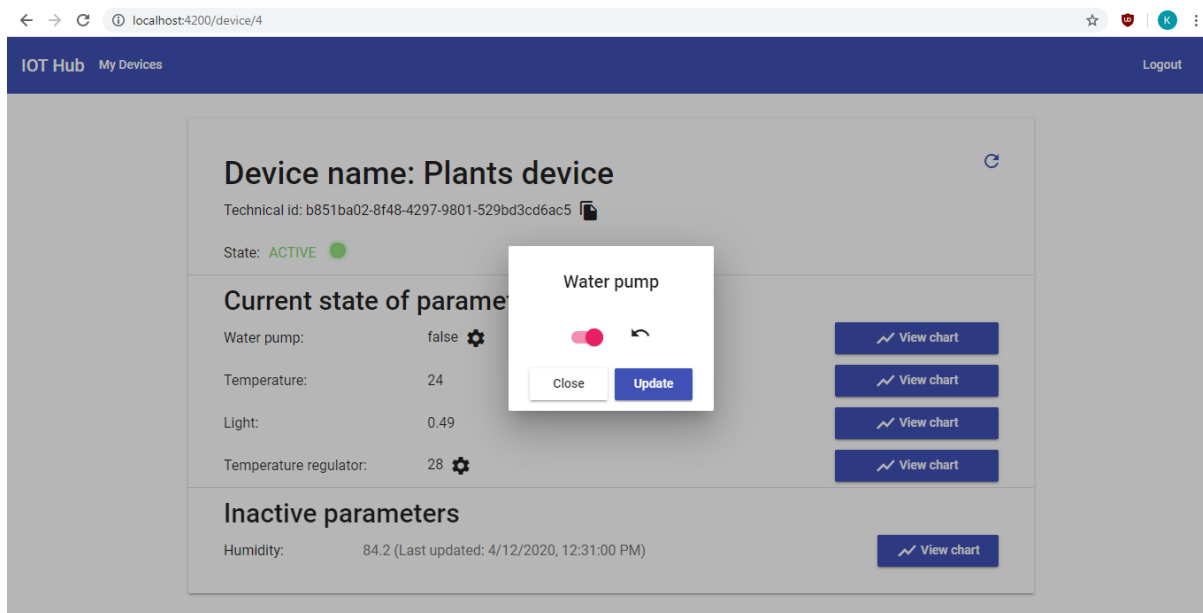 localhost:4200/device/4
K
IOT Hub My Devices Logout
Device name: Plants device
Technical id: b851ba02-8f48-4297-9801-529bd3cd6ac5
State: ACTIVE
Water pump
Close Update
Current state of parame
Water pump: false View chart
Temperature: 24 View chart
Light: 0.49 View chart
Temperature regulator: 28 View chart
Inactive parameters
Humidity: 84.2 (Last updated: 4/12/2020, 12:31:00 PM) View chart